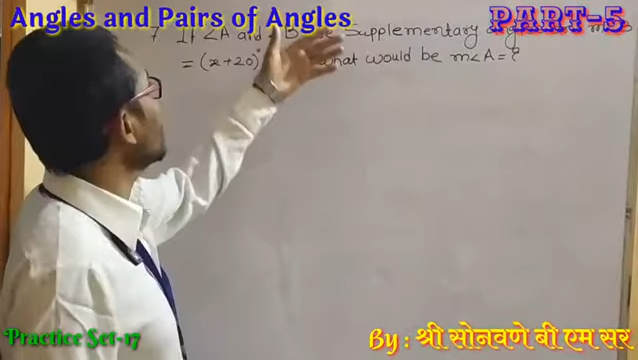 Angles and Pairs of Angles
PART-5
7. If ∠A and Supplementary
= (x+20)° what would be m∠A = ?
Practice Set-17
By : श्री सोनवणे बी एम सर